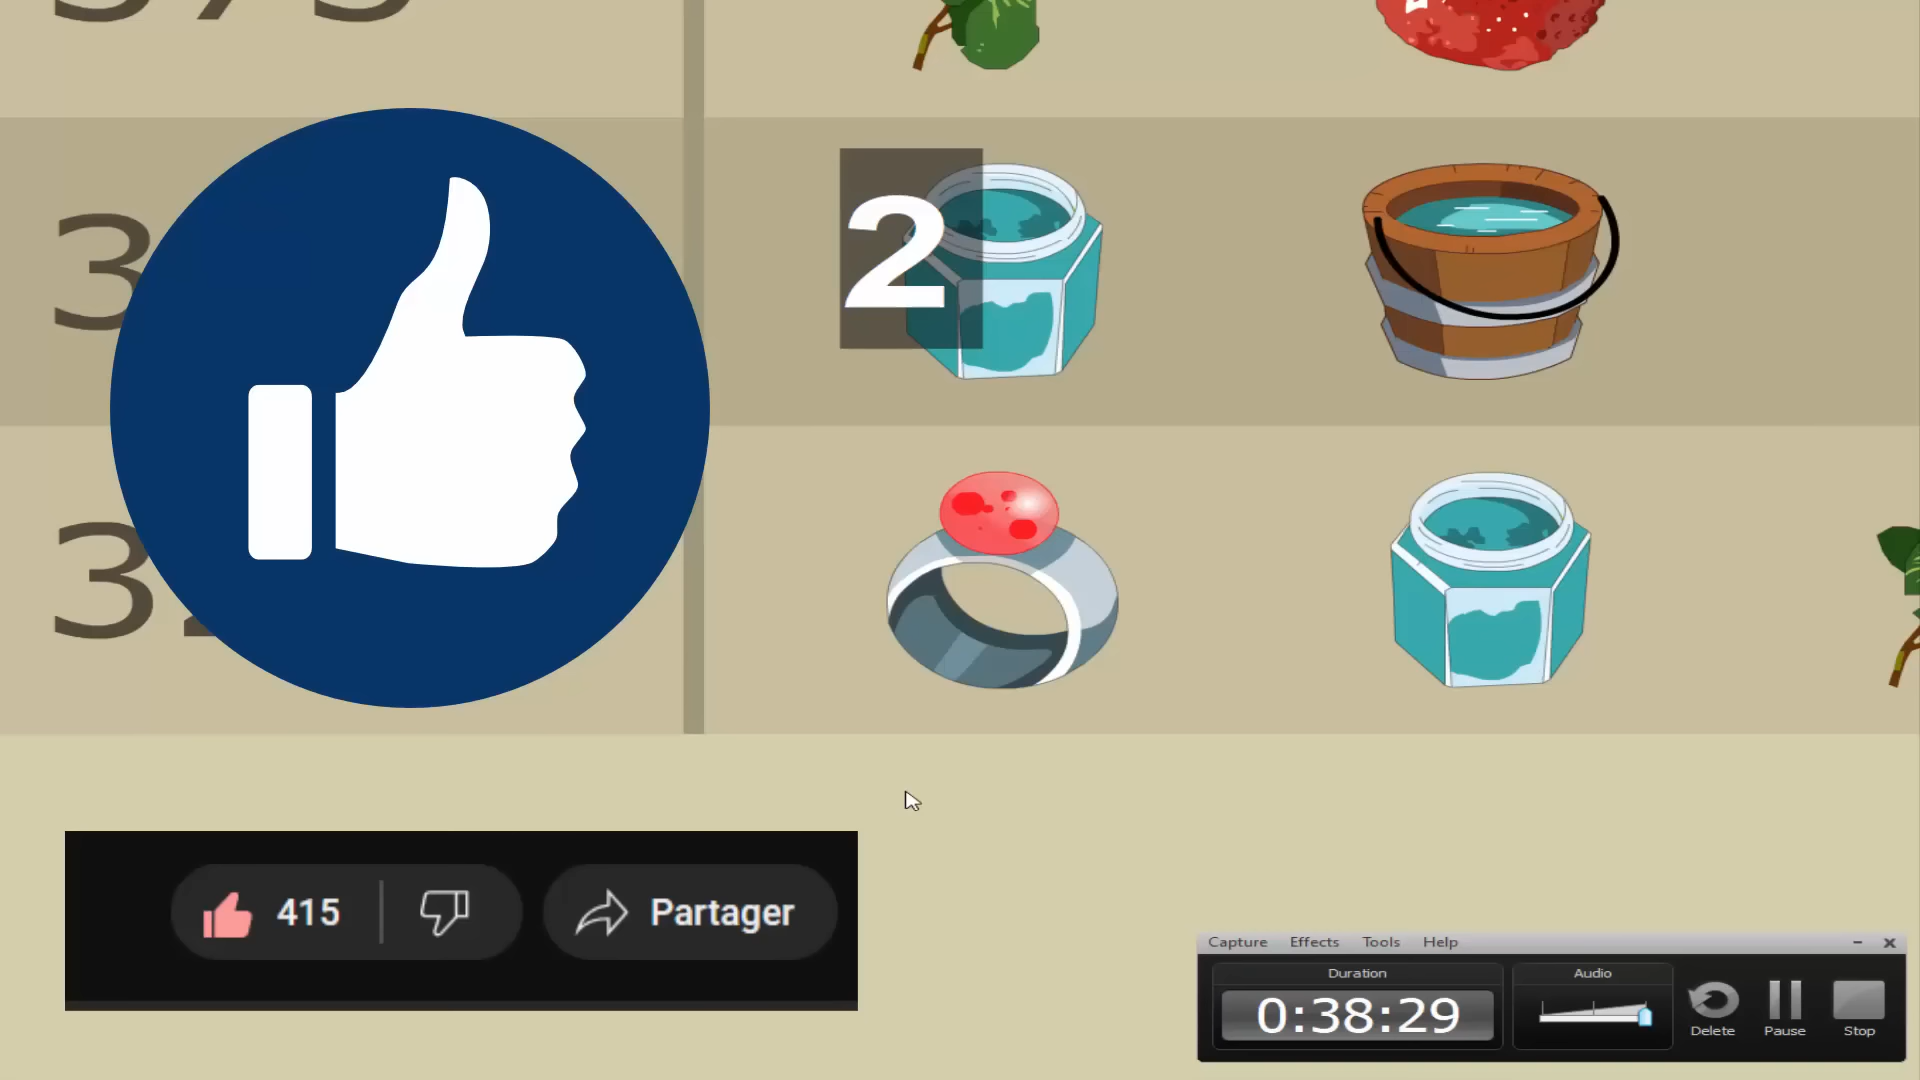 2
415
Partager
Capture Effects Tools Help
Duration
Audio
0:38:29
Delete Pause Stop